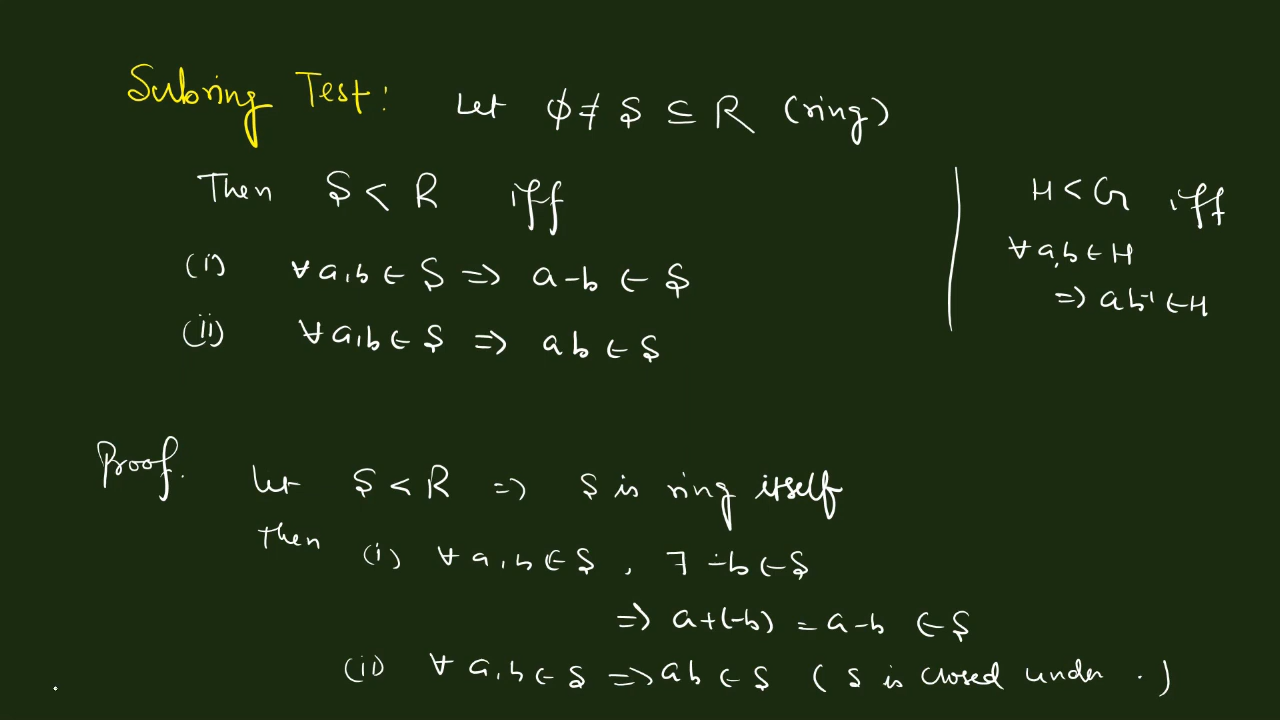 Subring Test: Let ϕ ≠ S ⊆ R (ring)
Then S < R iff
(i) ∀ a,b ∈ S => a-b ∈ S
(ii) ∀ a,b ∈ S => ab ∈ S
H < G iff
∀ a,b ∈ H
=> ab⁻¹ ∈ H
Proof. Let S < R => S is ring itself
then (i) ∀ a,b ∈ S, ∃ -b ∈ S
=> a+(-b) = a-b ∈ S
(ii) ∀ a,b ∈ S => ab ∈ S (S is closed under ·)